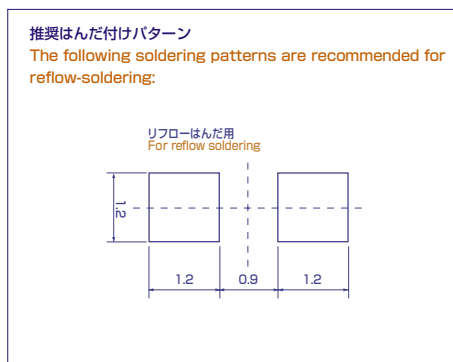 推奨はんだ付けパターン
The following soldering patterns are recommended for
reflow-soldering:
リフローはんだ用
For reflow soldering
1.2
1.2
0.9
1.2